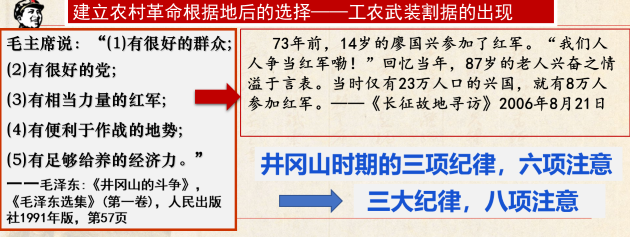 建立农村革命根据地后的选择——工农武装割据的出现
毛主席说：“(1)有很好的群众;
(2)有很好的党;
(3)有相当力量的红军;
(4)有便利于作战的地势;
(5)有足够给养的经济力。”
——毛泽东:《井冈山的斗争》,
《毛泽东选集》(第一卷), 人民出版
社1991年版，第57页
73年前，14岁的廖国兴参加了红军。“我们人
人争当红军嘞！”回忆当年，87岁的老人兴奋之情
溢于言表。当时仅有23万人口的兴国，就有8万人
参加红军。——《长征故地寻访》2006年8月21日
井冈山时期的三项纪律，六项注意
三大纪律，八项注意